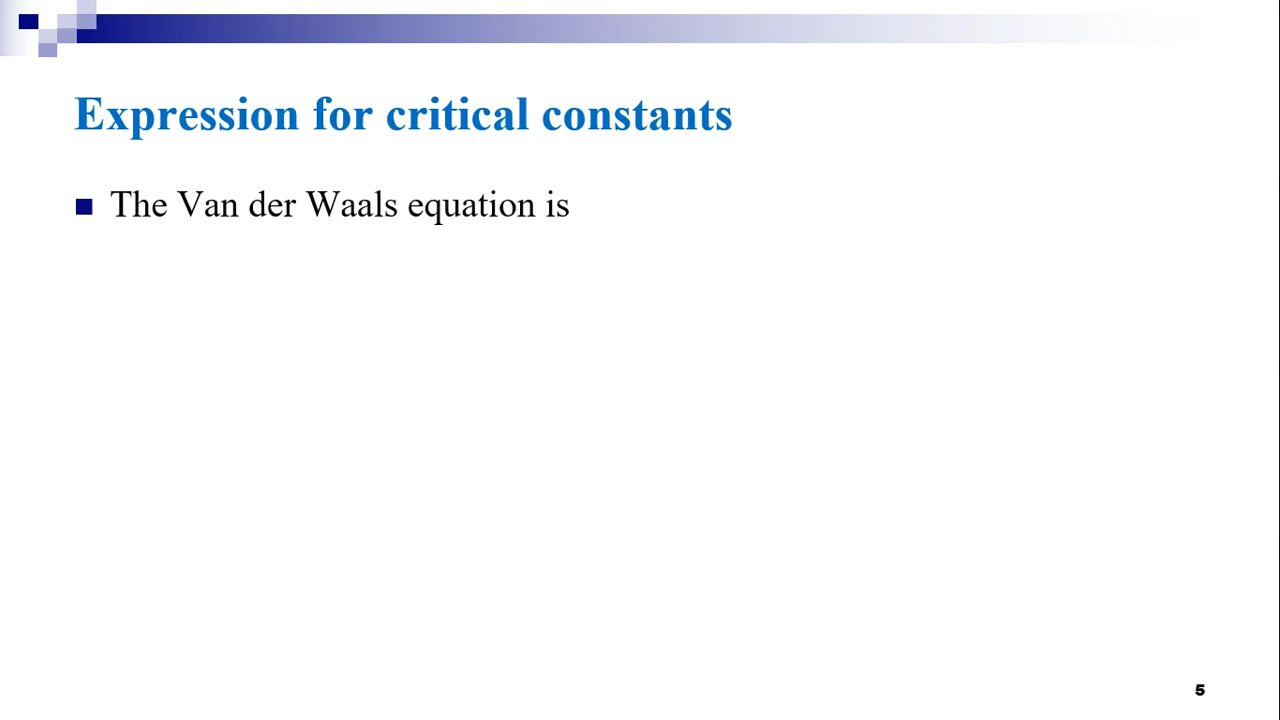 Expression for critical constants
The Van der Waals equation is
5